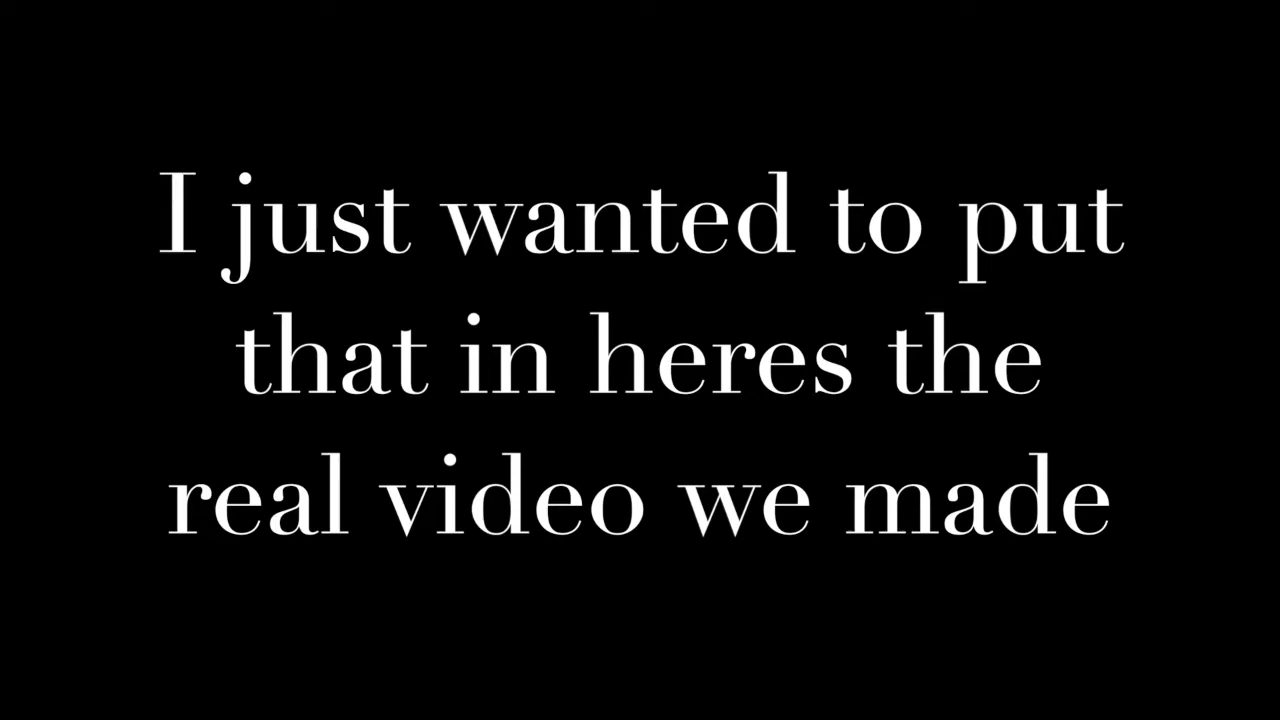 I just wanted to put
that in heres the
real video we made